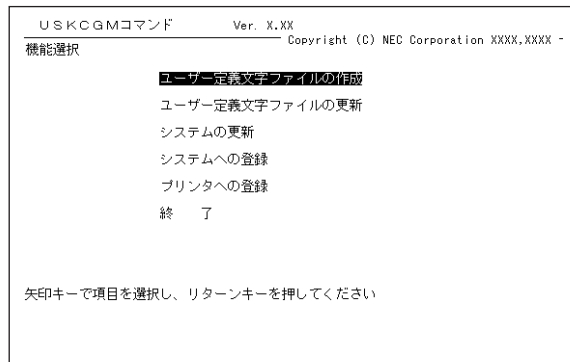 ＵＳＫＣＧＭコマンド Ver. X.XX
Copyright (C) NEC Corporation XXXX,XXXX -
機能選択
ユーザー定義文字ファイルの作成
ユーザー定義文字ファイルの更新
システムの更新
システムへの登録
プリンタへの登録
終　了
矢印キーで項目を選択し、リターンキーを押してください